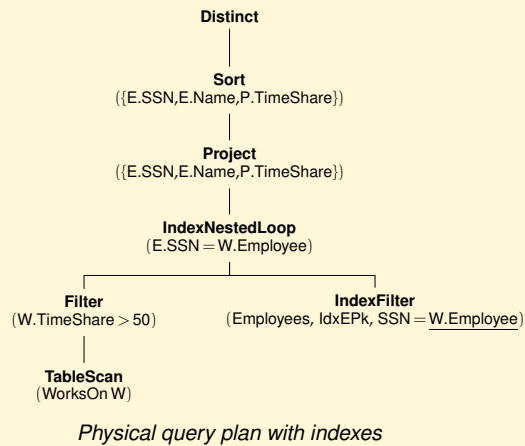 Distinct
Sort
({E.SSN,E.Name,P.TimeShare})
Project
({E.SSN,E.Name,P.TimeShare})
IndexNestedLoop
(E.SSN = W.Employee)
Filter
(W.TimeShare > 50)
IndexFilter
(Employees, IdxEPk, SSN = W.Employee)
TableScan
(WorksOn W)
Physical query plan with indexes